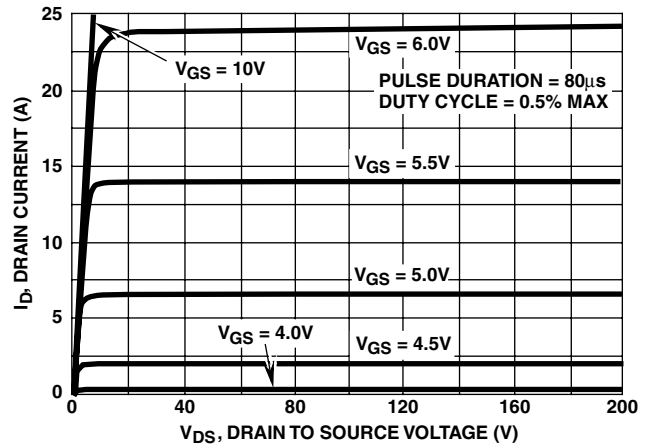 25
20
15
10
5
0
I_D, DRAIN CURRENT (A)
V_GS = 10V
V_GS = 6.0V
PULSE DURATION = 80µs
DUTY CYCLE = 0.5% MAX
V_GS = 5.5V
V_GS = 5.0V
V_GS = 4.0V
V_GS = 4.5V
0 40 80 120 160 200
V_DS, DRAIN TO SOURCE VOLTAGE (V)